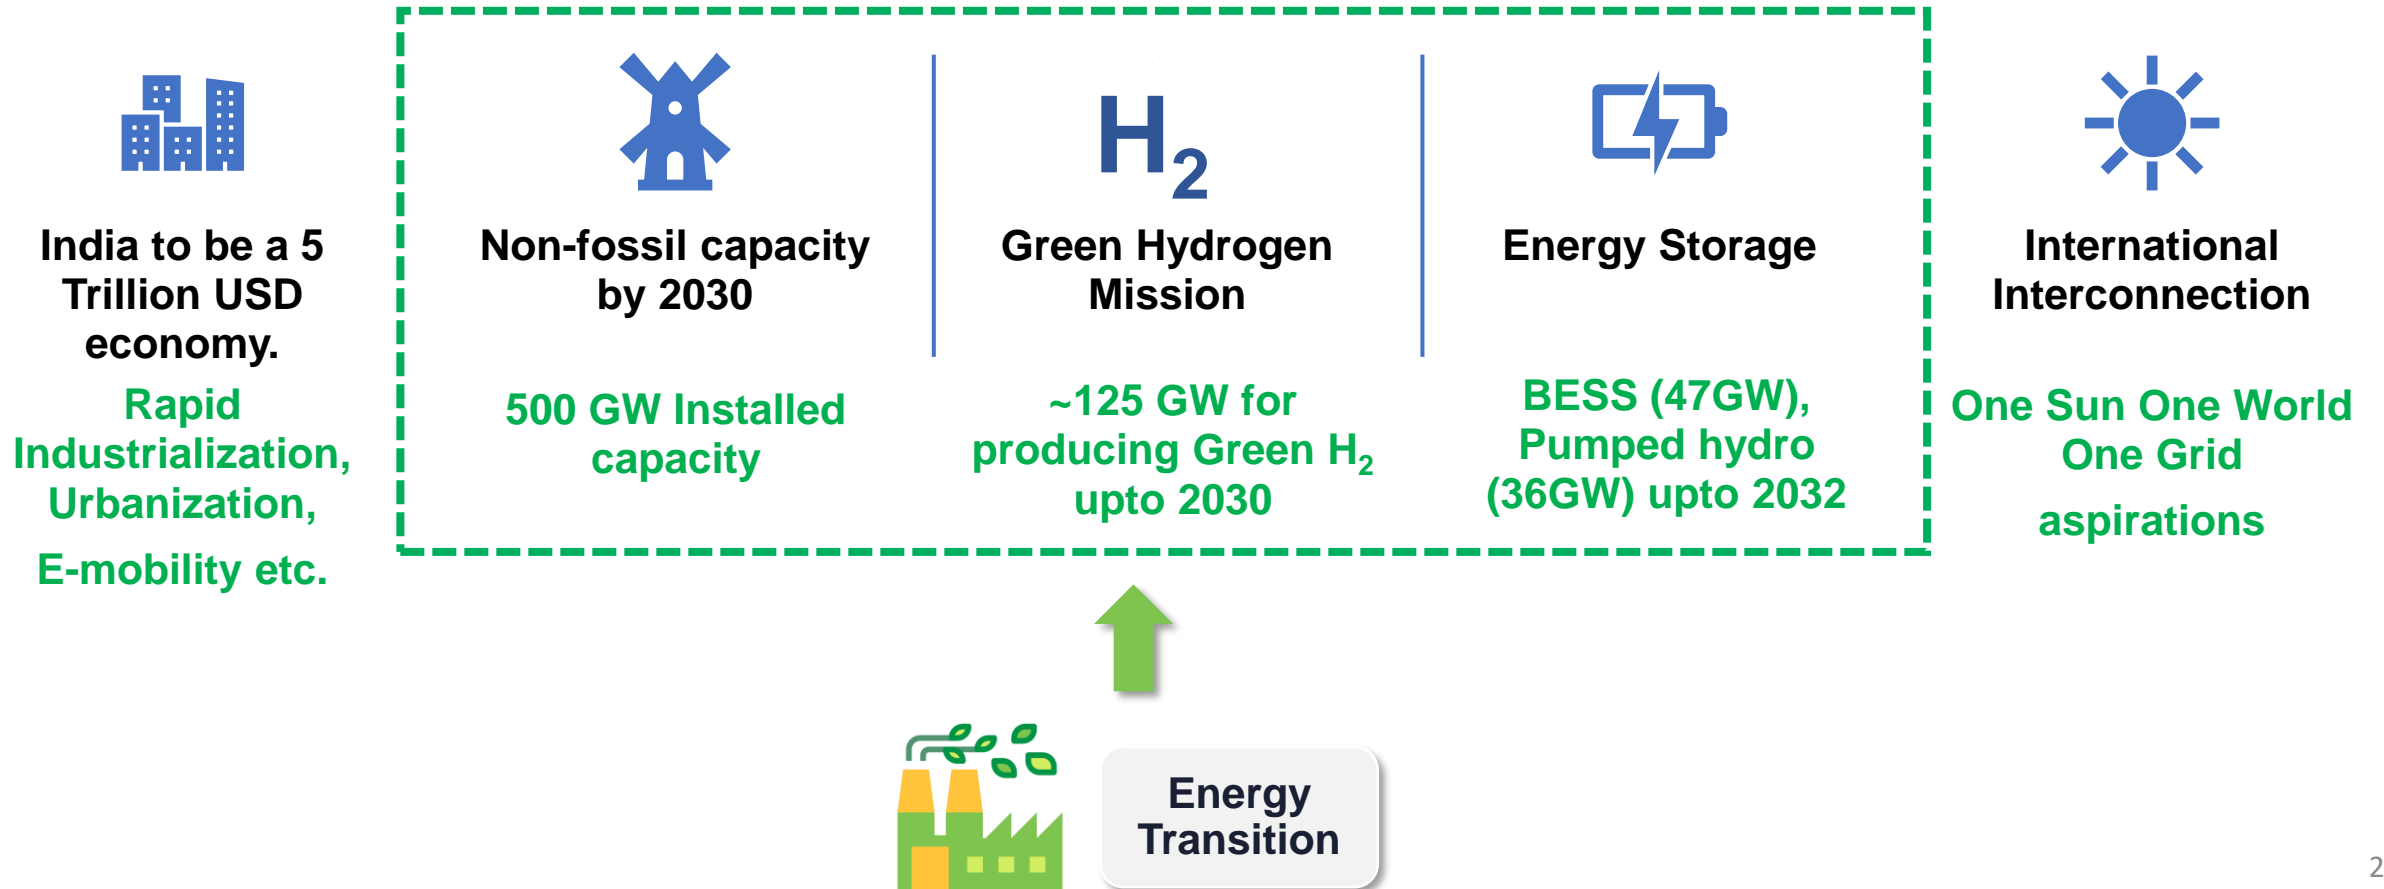 India to be a 5
Trillion USD
economy.
Rapid
Industrialization,
Urbanization,
E-mobility etc.
Non-fossil capacity
by 2030
500 GW Installed
capacity
H₂
Green Hydrogen
Mission
~125 GW for
producing Green H₂
upto 2030
Energy Storage
BESS (47GW),
Pumped hydro
(36GW) upto 2032
International
Interconnection
One Sun One World
One Grid
aspirations
Energy
Transition
2